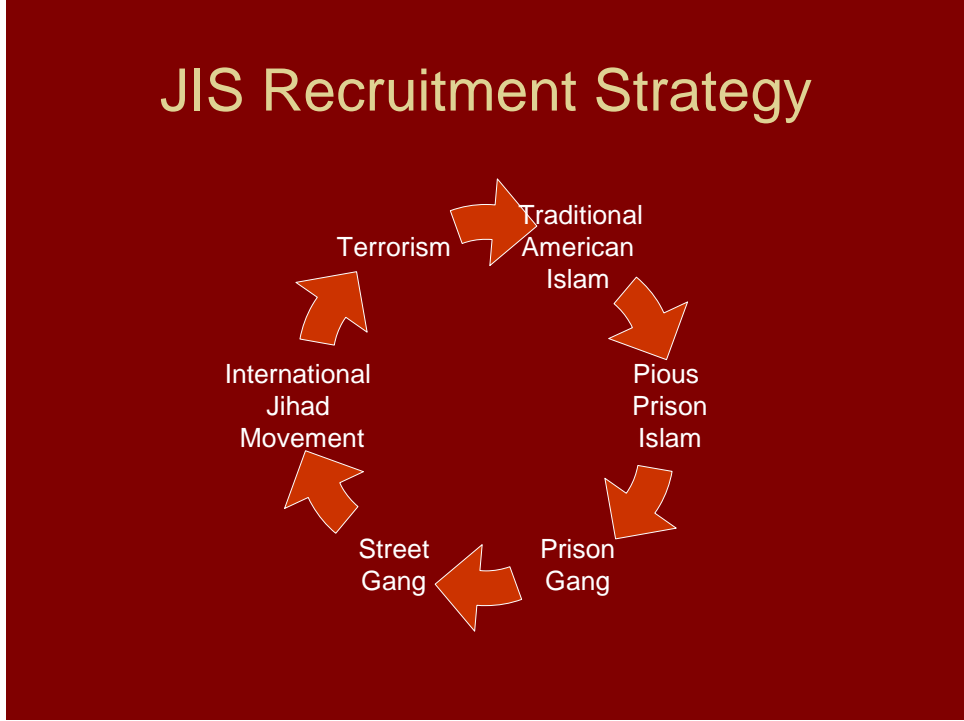 JIS Recruitment Strategy
Traditional
American
Islam
Pious
Prison
Islam
Prison
Gang
Street
Gang
International
Jihad
Movement
Terrorism